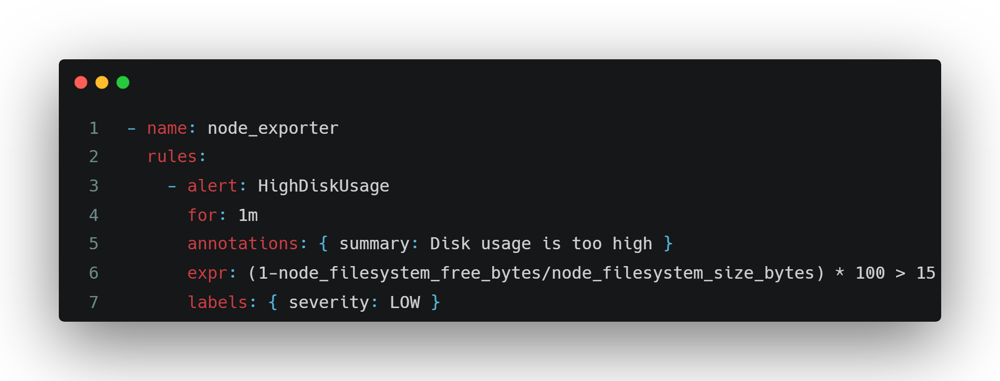 1 - name: node_exporter
2   rules:
3     - alert: HighDiskUsage
4       for: 1m
5       annotations: { summary: Disk usage is too high }
6       expr: (1-node_filesystem_free_bytes/node_filesystem_size_bytes) * 100 > 15
7       labels: { severity: LOW }